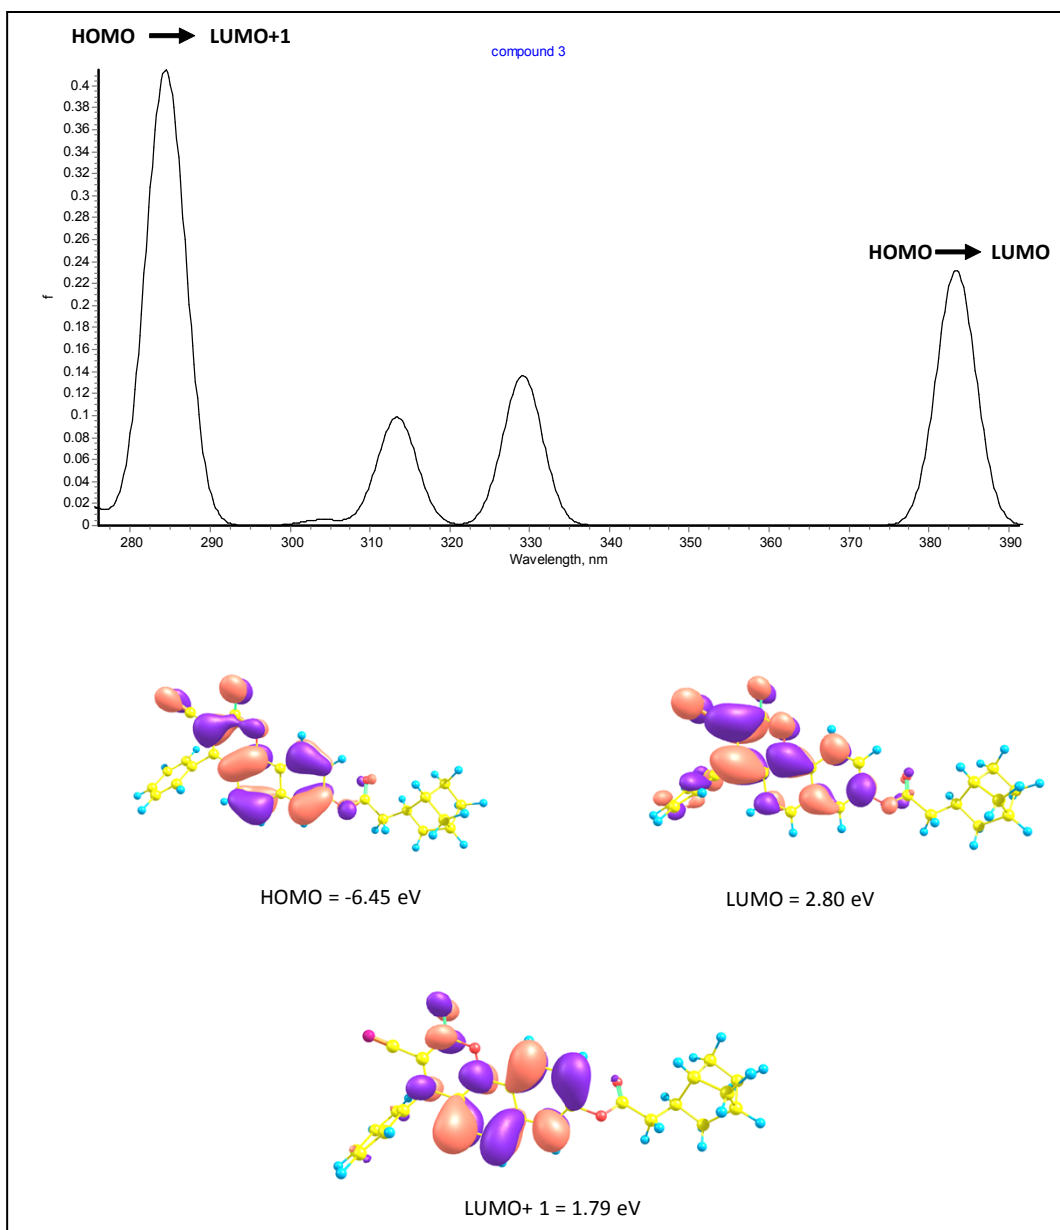 HOMO → LUMO+1
compound 3
0.4
0.38
0.36
0.34
0.32
0.3
0.28
0.26
0.24
0.22
0.2
0.18
0.16
0.14
0.12
0.1
0.08
0.06
0.04
0.02
0
f
HOMO → LUMO
280 290 300 310 320 330 340 350 360 370 380 390
Wavelength, nm
HOMO = -6.45 eV
LUMO = 2.80 eV
LUMO+ 1 = 1.79 eV